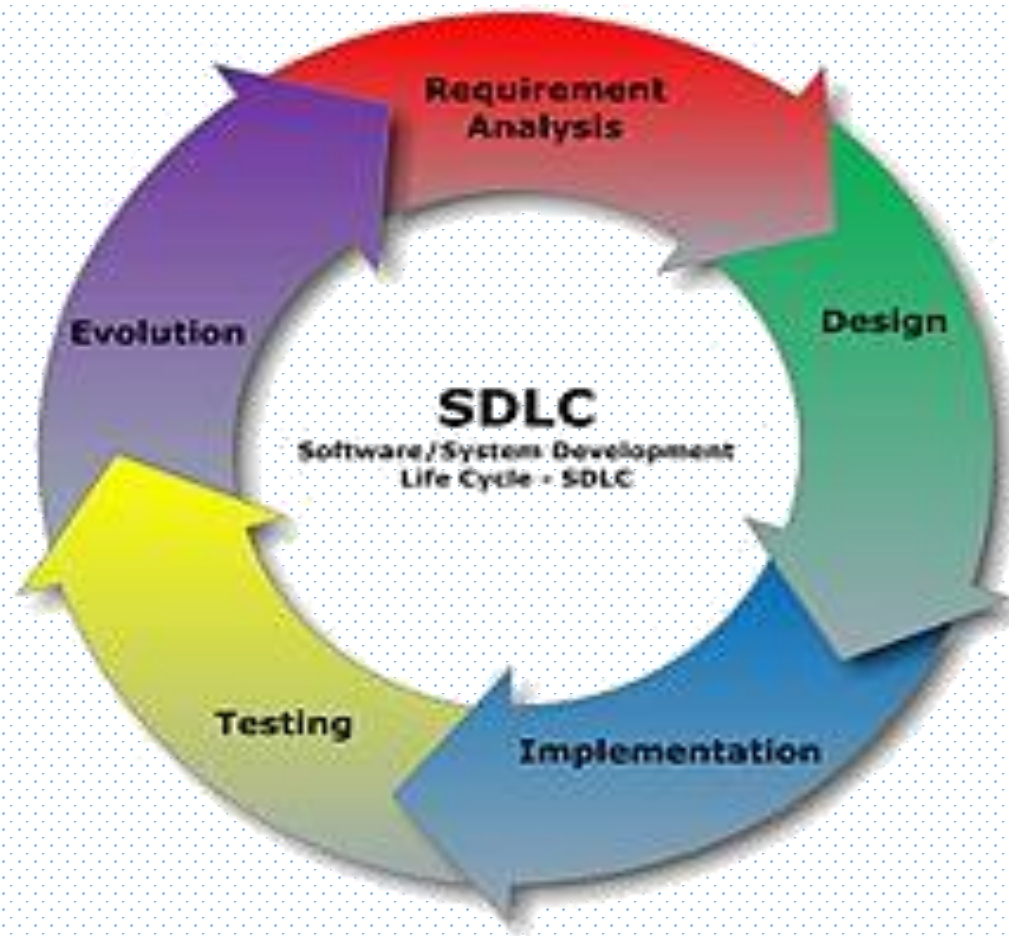 Requirement
Analysis
Design
Evolution
SDLC
Software/System Development
Life Cycle - SDLC
Testing
Implementation